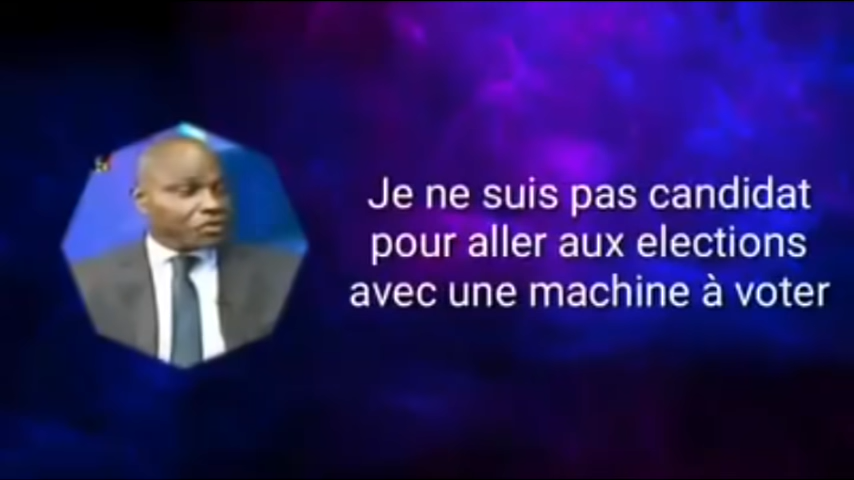 Je ne suis pas candidat
pour aller aux elections
avec une machine à voter